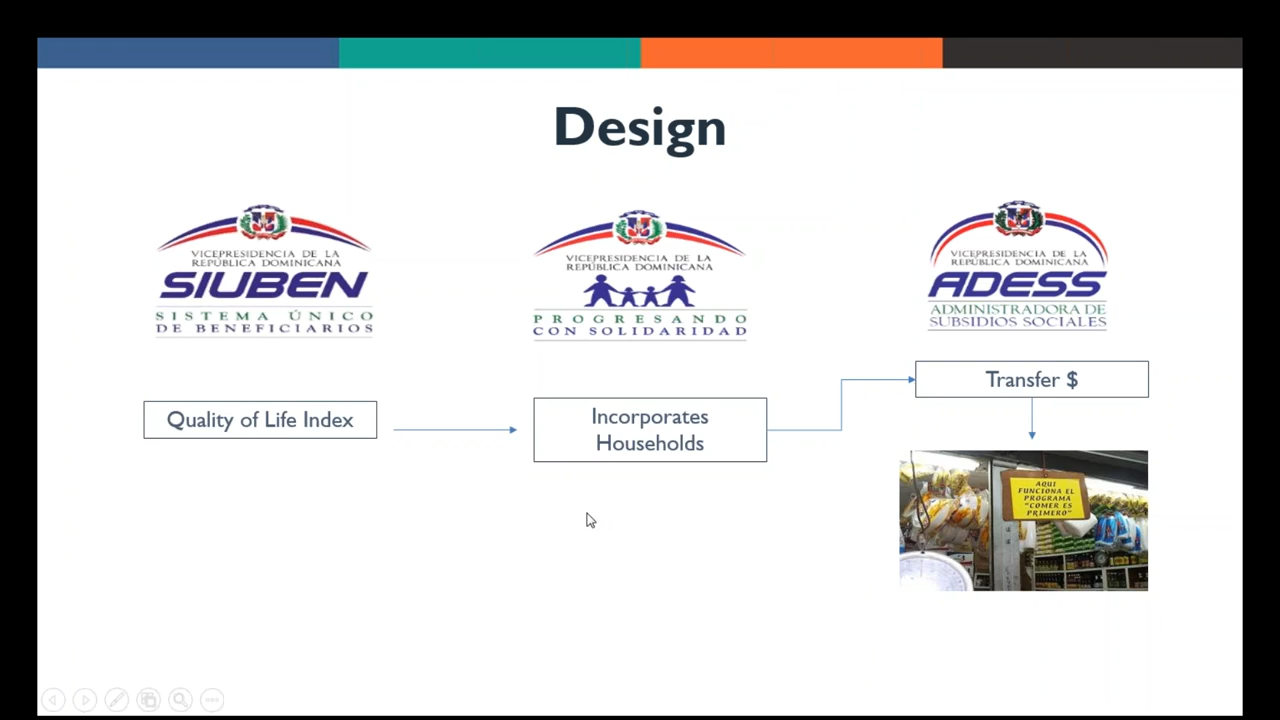 Design
VICEPRESIDENCIA DE LA
REPÚBLICA DOMINICANA
SIUBEN
SISTEMA ÚNICO
DE BENEFICIARIOS
VICEPRESIDENCIA DE LA
REPÚBLICA DOMINICANA
PROGRESANDO
CON SOLIDARIDAD
VICEPRESIDENCIA DE LA
REPÚBLICA DOMINICANA
ADESS
ADMINISTRADORA DE
SUBSIDIOS SOCIALES
Quality of Life Index
Incorporates
Households
Transfer $
AQUI
FUNCIONA EL
PROGRAMA
"COMER ES
PRIMERO"